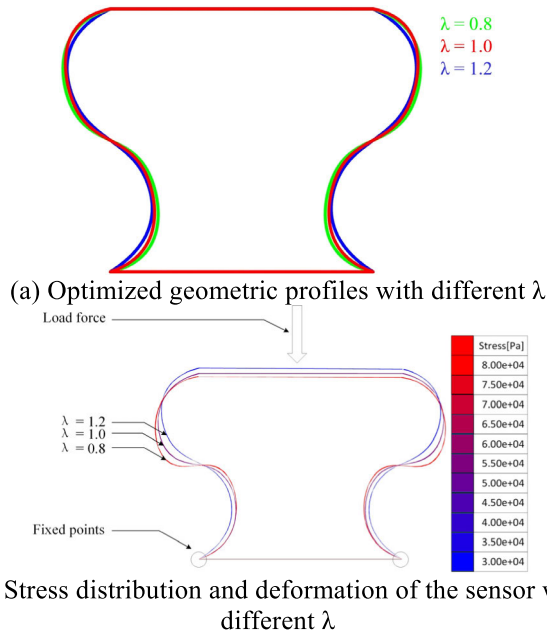 λ = 0.8
λ = 1.0
λ = 1.2
(a) Optimized geometric profiles with different λ
Load force
Stress[Pa]
8.00e+04
7.50e+04
7.00e+04
6.50e+04
6.00e+04
5.50e+04
5.00e+04
4.50e+04
4.00e+04
3.50e+04
3.00e+04
λ = 1.2
λ = 1.0
λ = 0.8
Fixed points
Stress distribution and deformation of the sensor
different λ